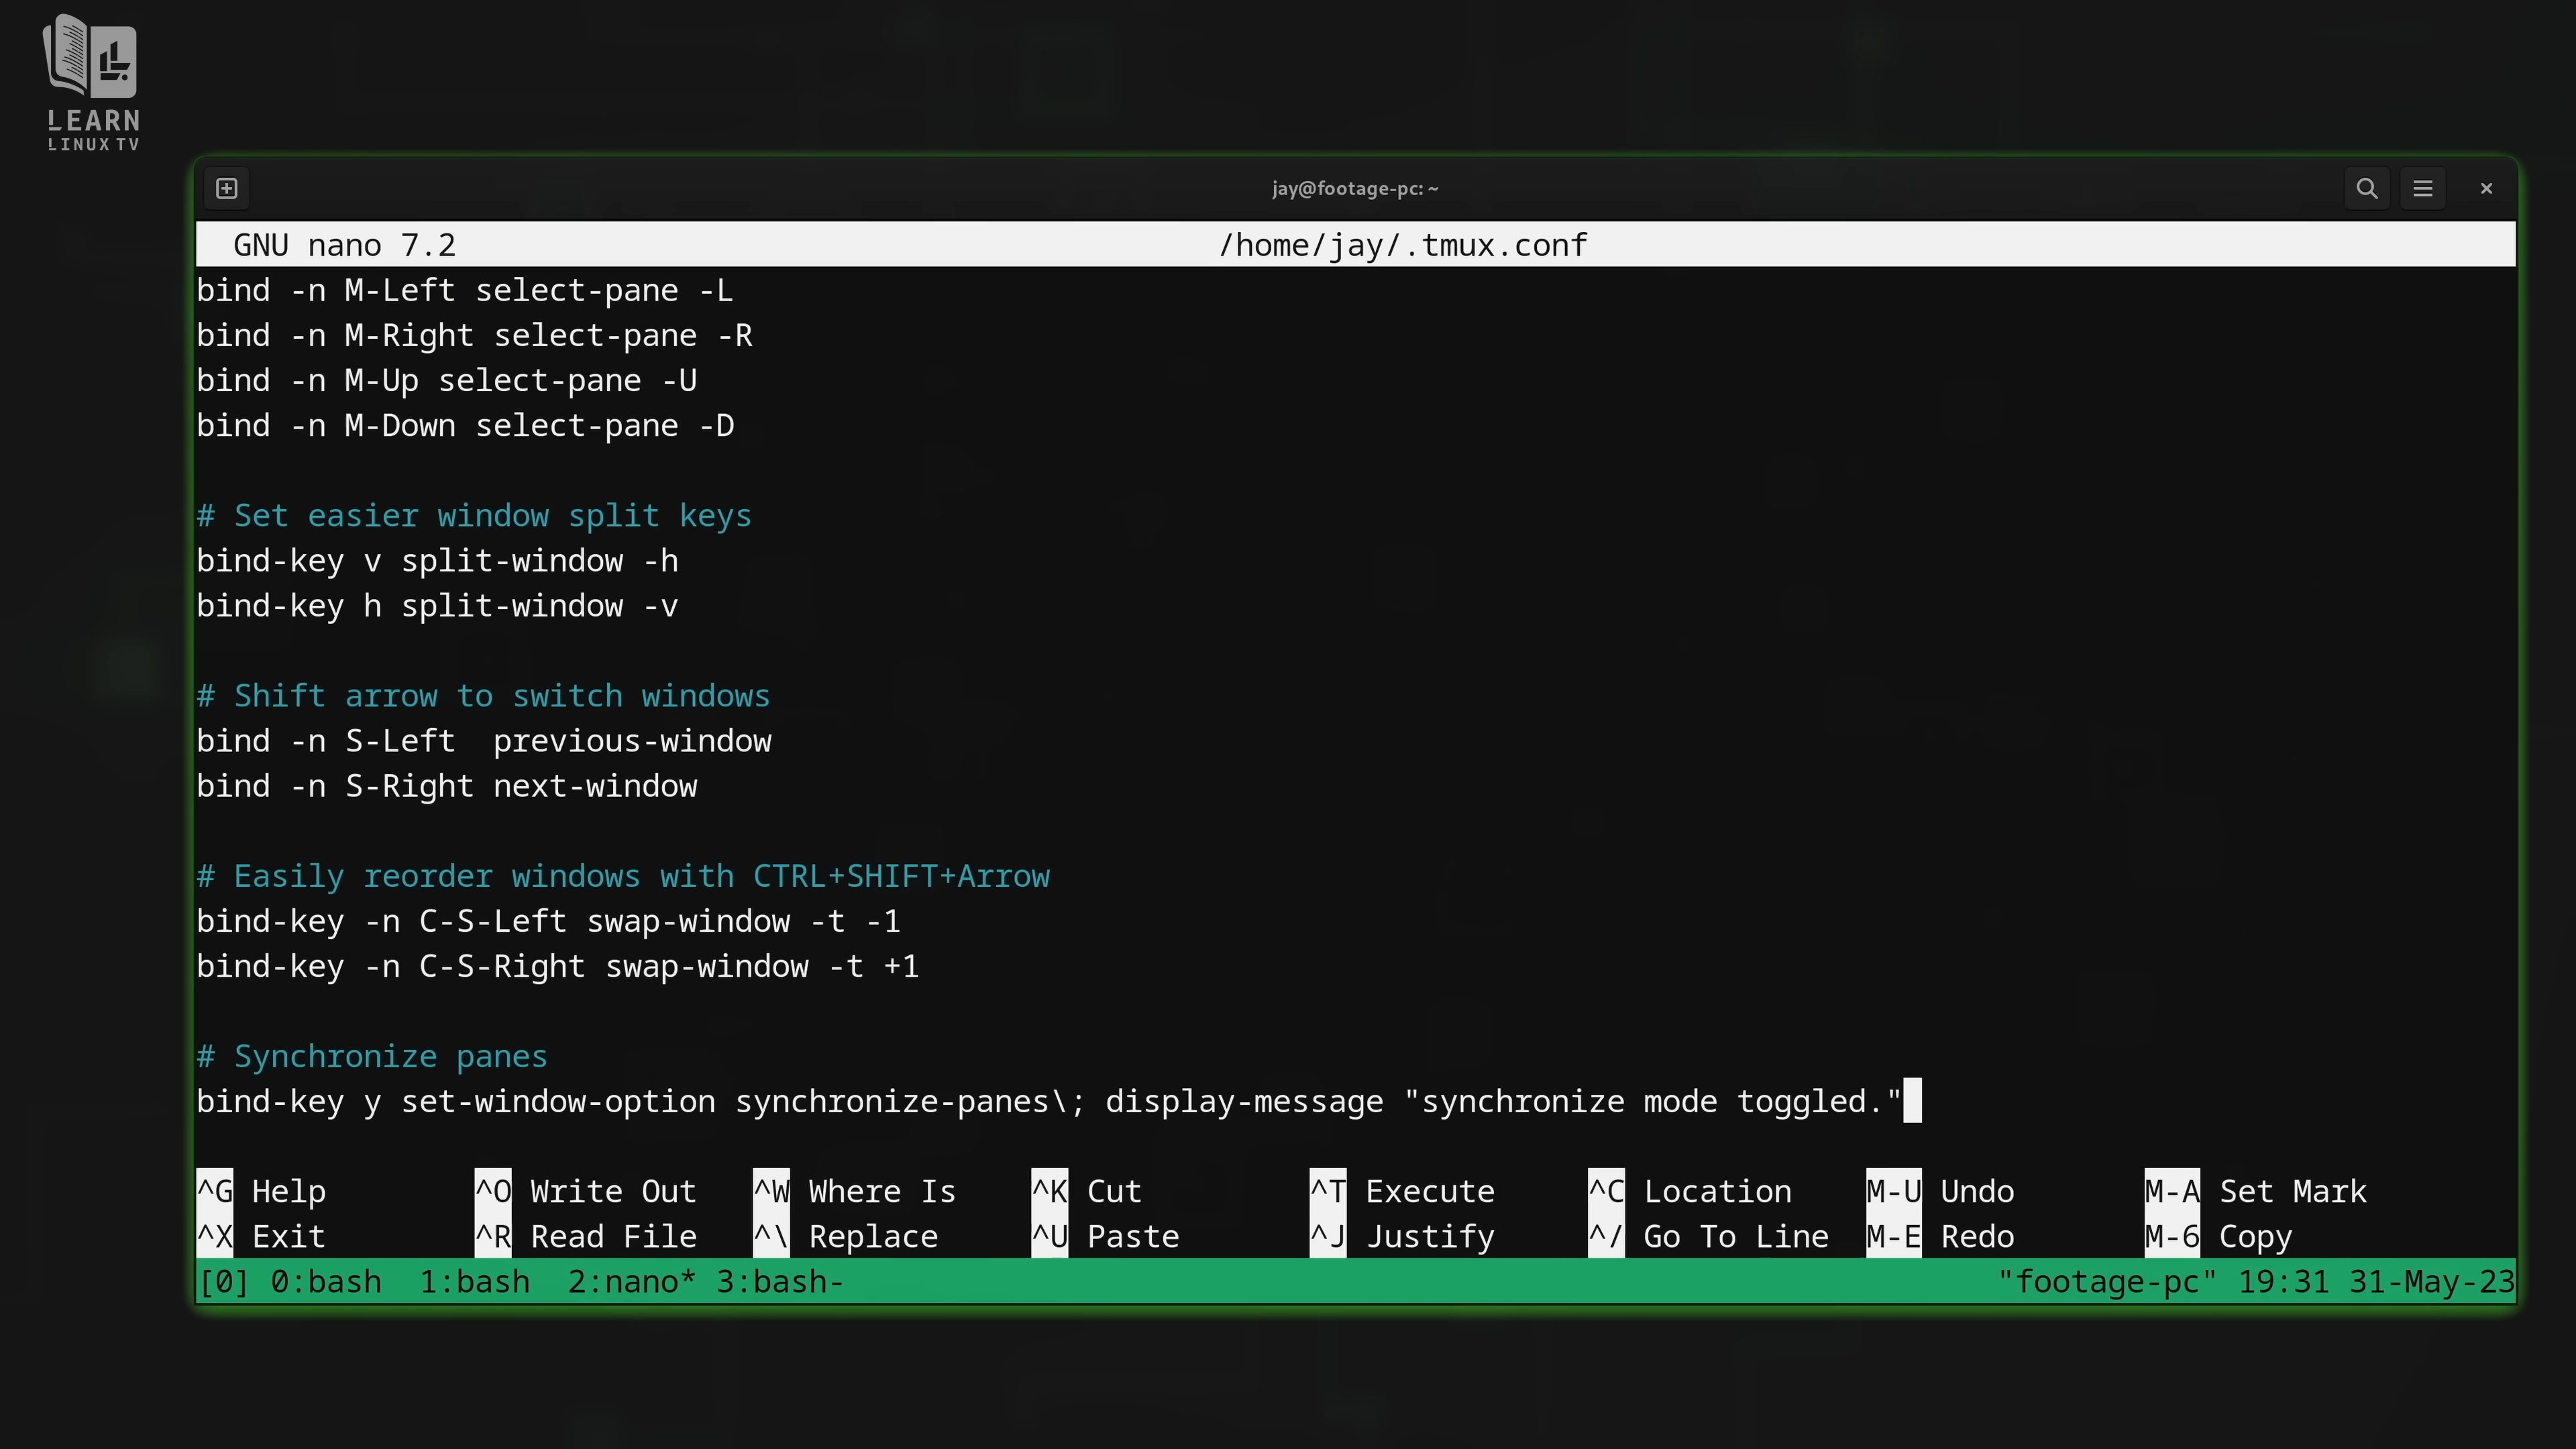 LEARN
LINUX TV
jay@footage-pc: ~
GNU nano 7.2 /home/jay/.tmux.conf
bind -n M-Left select-pane -L
bind -n M-Right select-pane -R
bind -n M-Up select-pane -U
bind -n M-Down select-pane -D
# Set easier window split keys
bind-key v split-window -h
bind-key h split-window -v
# Shift arrow to switch windows
bind -n S-Left  previous-window
bind -n S-Right next-window
# Easily reorder windows with CTRL+SHIFT+Arrow
bind-key -n C-S-Left swap-window -t -1
bind-key -n C-S-Right swap-window -t +1
# Synchronize panes
bind-key y set-window-option synchronize-panes\; display-message "synchronize mode toggled."
^G Help ^O Write Out ^W Where Is ^K Cut ^T Execute ^C Location M-U Undo M-A Set Mark
^X Exit ^R Read File ^\ Replace ^U Paste ^J Justify ^/ Go To Line M-E Redo M-6 Copy
[0] 0:bash  1:bash  2:nano* 3:bash- "footage-pc" 19:31 31-May-23